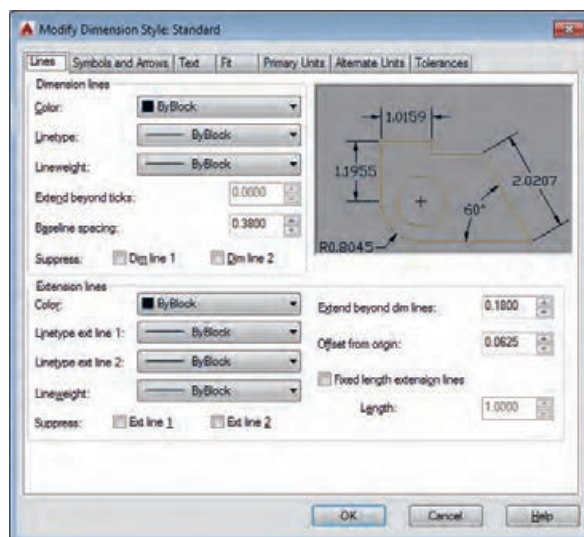 Modify Dimension Style: Standard
Lines Symbols and Arrows Text Fit Primary Units Alternate Units Tolerances
Dimension lines
Color: ByBlock
Linetype: ByBlock
Lineweight: ByBlock
Extend beyond ticks: 0.0000
Baseline spacing: 0.3800
Suppress: Dim line 1 Dim line 2
1.0159
1.1955
2.0207
60°
R0.8045
Extension lines
Color: ByBlock
Linetype ext line 1: ByBlock
Linetype ext line 2: ByBlock
Lineweight: ByBlock
Suppress: Ext line 1 Ext line 2
Extend beyond dim lines: 0.1800
Offset from origin: 0.0625
Fixed length extension lines
Length: 1.0000
OK Cancel Help